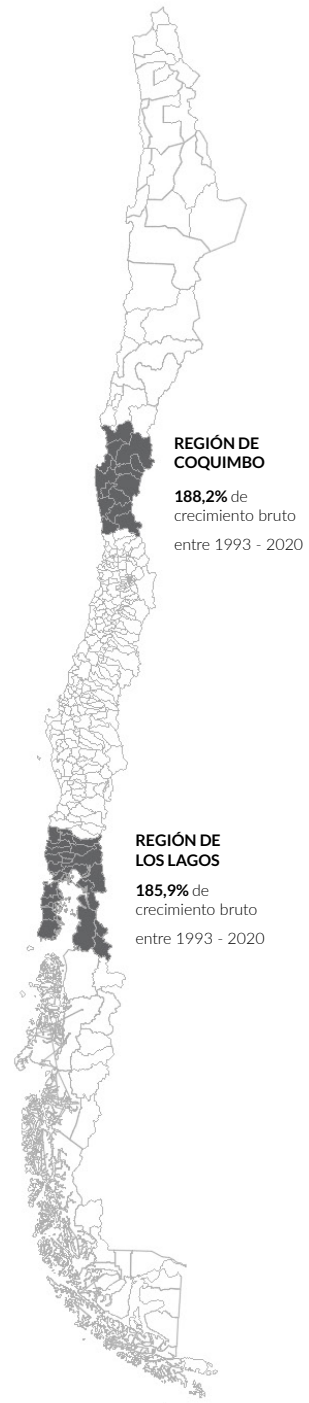 REGIÓN DE
COQUIMBO
188,2% de
crecimiento bruto
entre 1993 - 2020
REGIÓN DE
LOS LAGOS
185,9% de
crecimiento bruto
entre 1993 - 2020